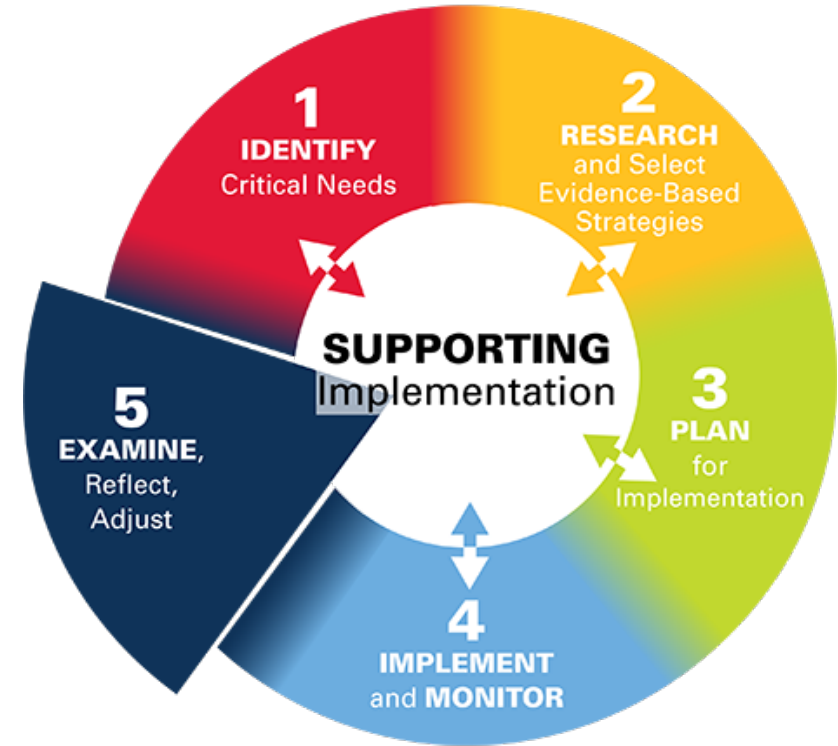 1
IDENTIFY
Critical Needs
2
RESEARCH
and Select
Evidence-Based
Strategies
3
PLAN
for
Implementation
4
IMPLEMENT
and MONITOR
5
EXAMINE,
Reflect,
Adjust
SUPPORTING
Implementation